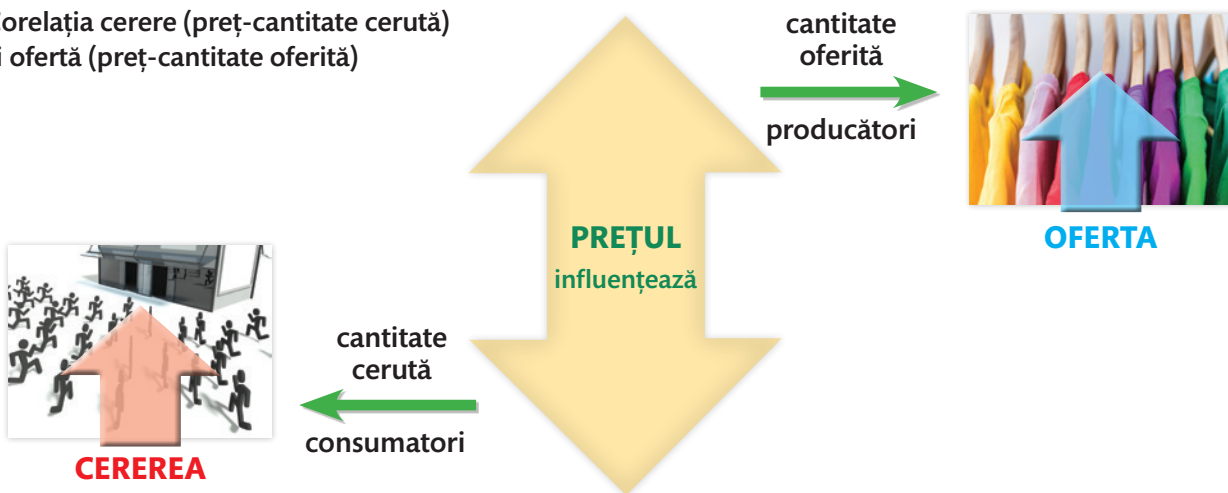 orelația cerere (preț-cantitate cerută)
i ofertă (preț-cantitate oferită)
cantitate
oferită
producători
OFERTA
PREȚUL
influențează
cantitate
cerută
consumatori
CEREREA